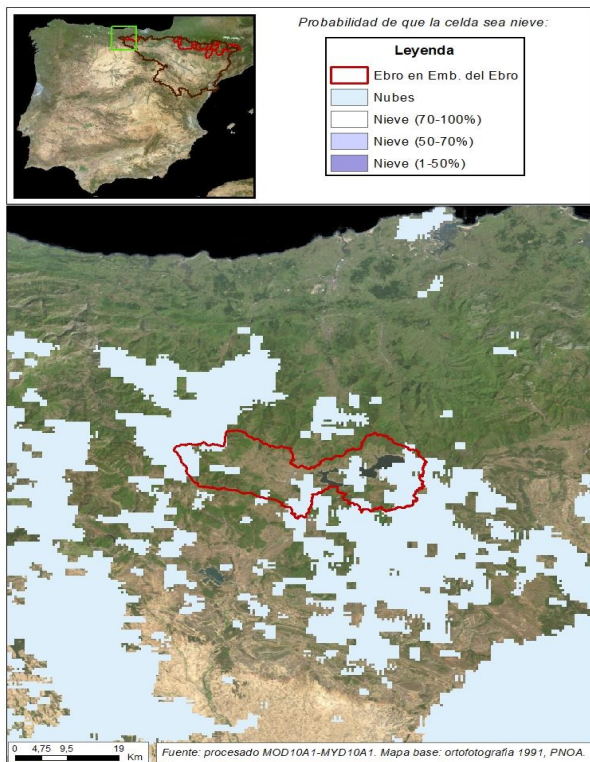 Probabilidad de que la celda sea nieve:
Leyenda
Ebro en Emb. del Ebro
Nubes
Nieve (70-100%)
Nieve (50-70%)
Nieve (1-50%)
0 4,75 9,5 19
Km
Fuente: procesado MOD10A1-MYD10A1. Mapa base: ortofotografia 1991, PNOA.